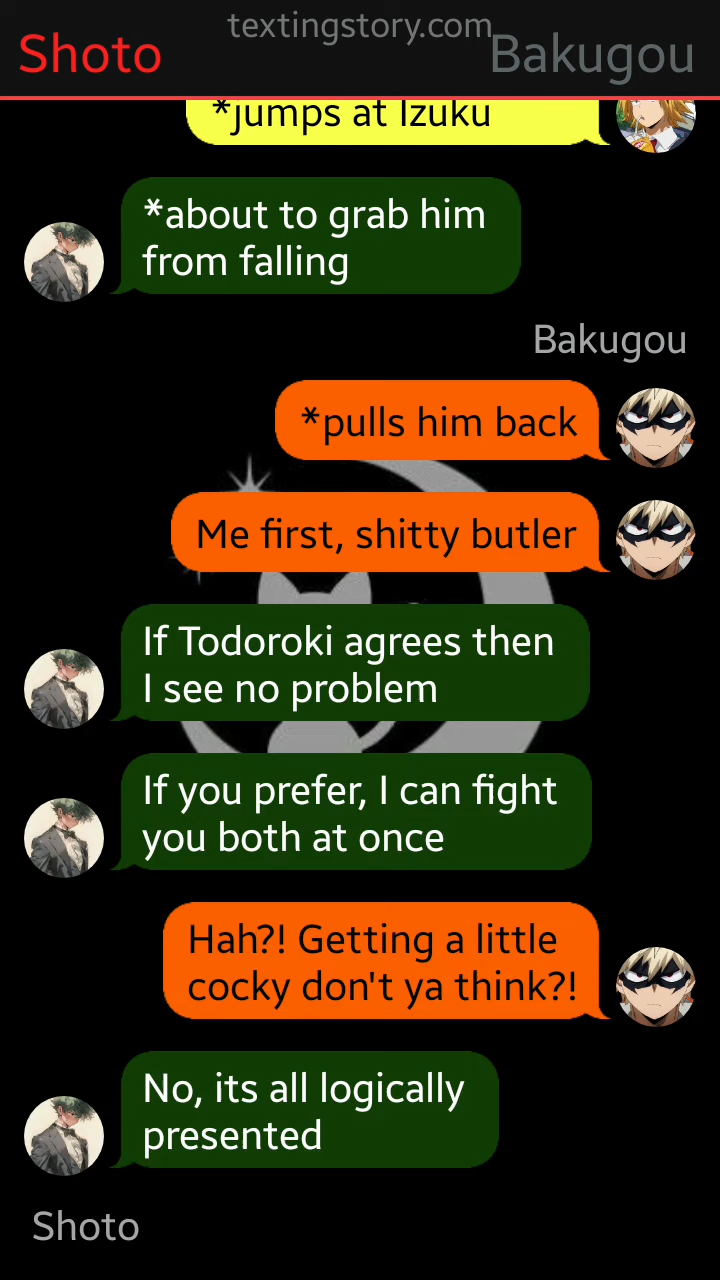 textingstory.com
Shoto
Bakugou
*jumps at Izuku
*about to grab him
from falling
Bakugou
*pulls him back
Me first, shitty butler
If Todoroki agrees then
I see no problem
If you prefer, I can fight
you both at once
Hah?! Getting a little
cocky don't ya think?!
No, its all logically
presented
Shoto